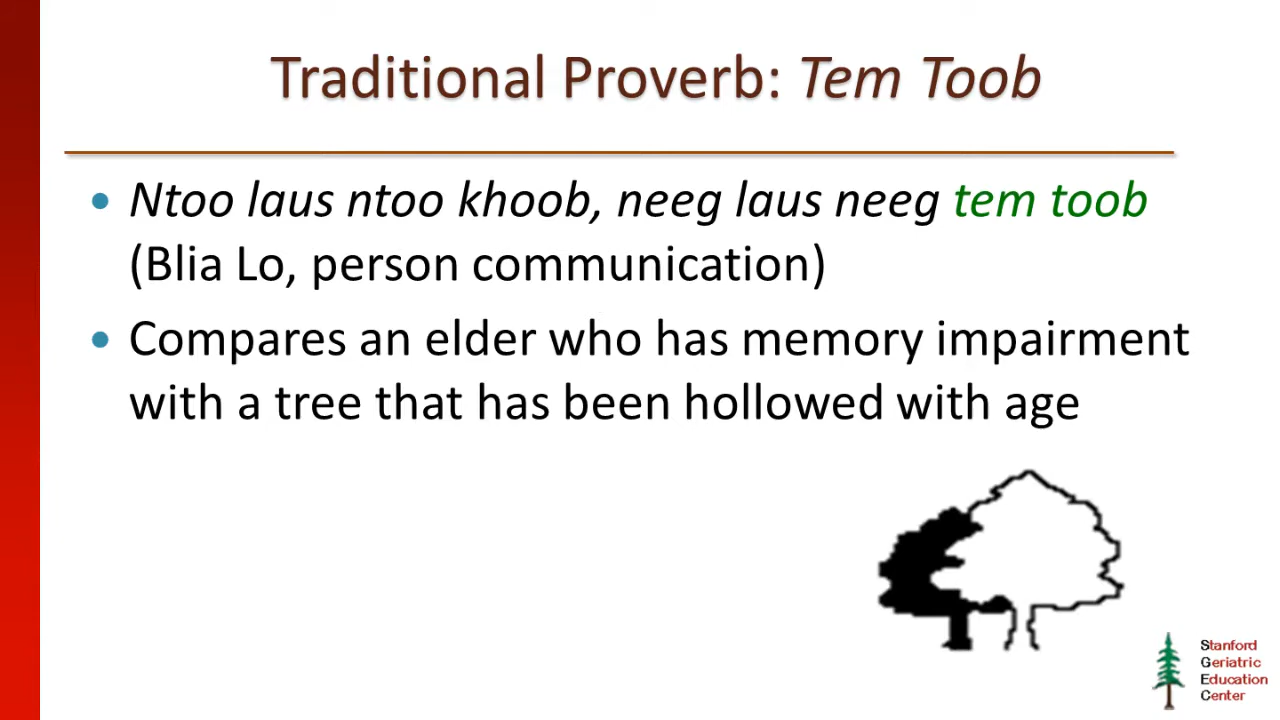 Traditional Proverb: Tem Toob
• Ntoo laus ntoo khoob, neeg laus neeg tem toob
(Blia Lo, person communication)
• Compares an elder who has memory impairment
with a tree that has been hollowed with age
Stanford
Geriatric
Education
Center